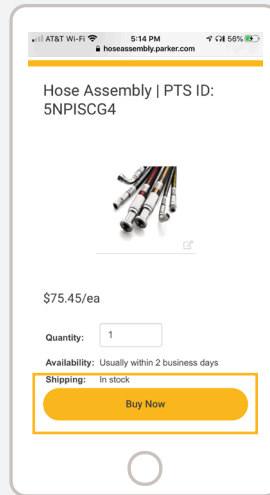 AT&T Wi-Fi 5:14 PM 56%
hoseassembly.parker.com
Hose Assembly | PTS ID:
5NPISCG4
$75.45/ea
Quantity: 1
Availability: Usually within 2 business days
Shipping: In stock
Buy Now